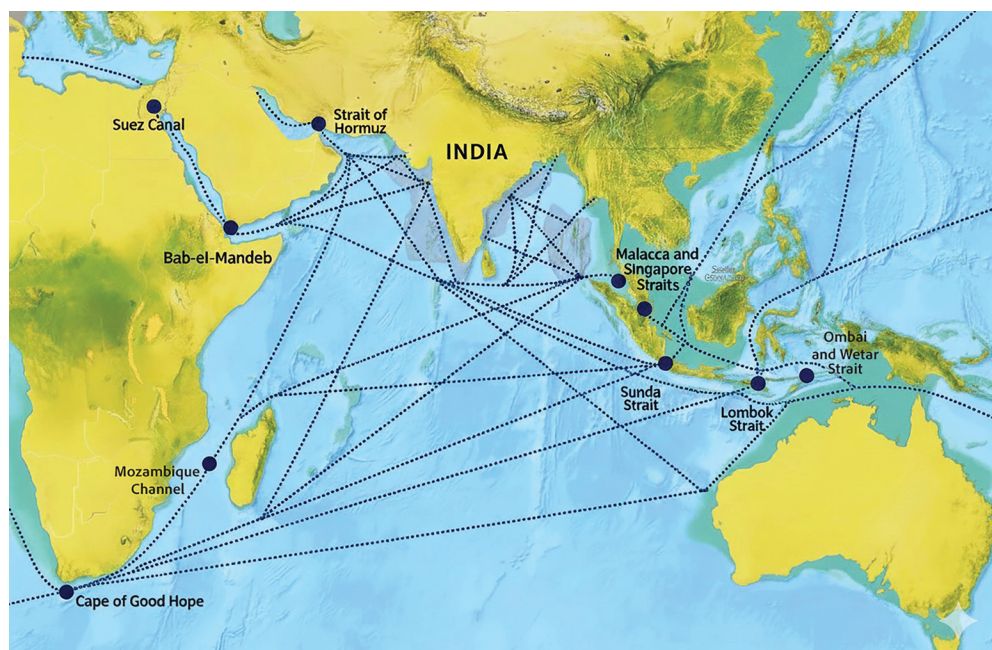 Suez Canal
Strait of
Hormuz
INDIA
Bab-el-Mandeb
Malacca and
Singapore
Straits
Ombai
and Wetar
Strait
Sunda
Strait
Lombok
Strait
Mozambique
Channel
Cape of Good Hope